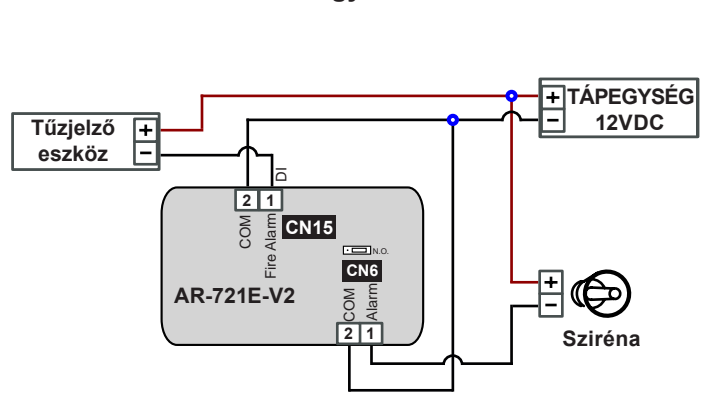 TÁPEGYSÉG
12VDC
+
−
Tűzjelző
eszköz
+
−
DI
2 1
COM
Fire Alarm
CN15
N.O.
CN6
AR-721E-V2
COM
Alarm
2 1
+
−
Sziréna